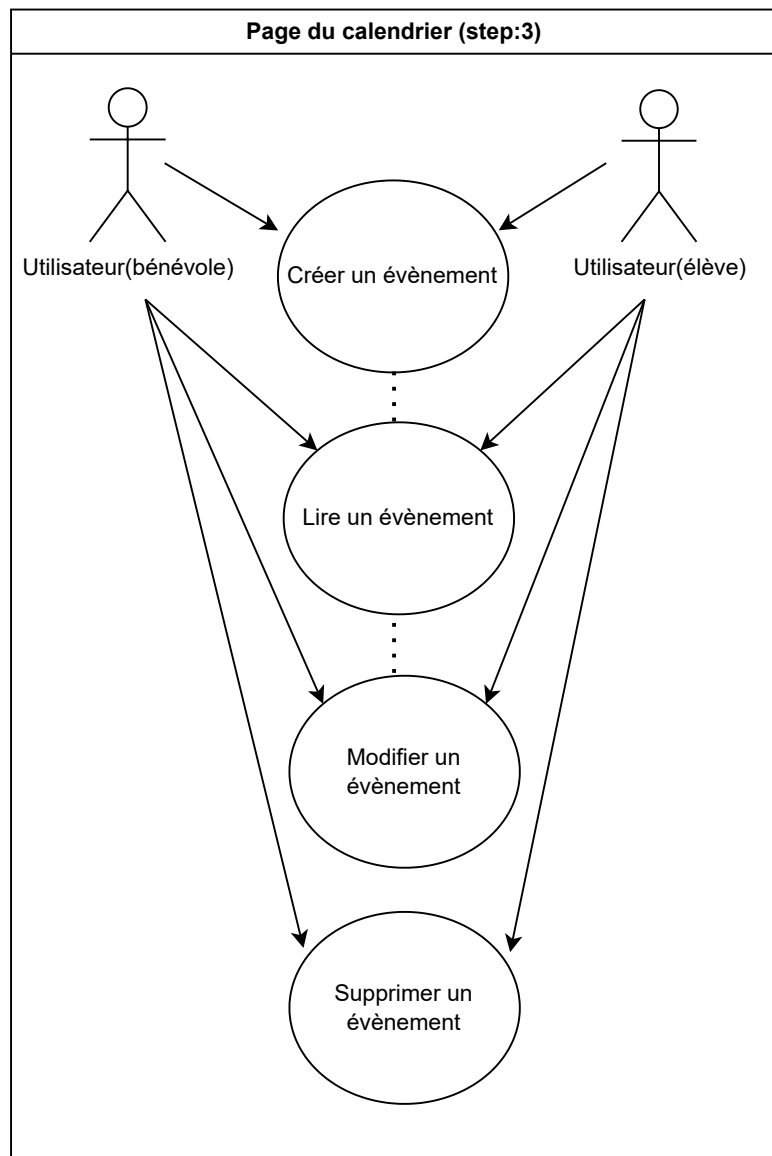 Page du calendrier (step:3)
Utilisateur(bénévole)
Utilisateur(élève)
Créer un évènement
Lire un évènement
Modifier un
évènement
Supprimer un
évènement